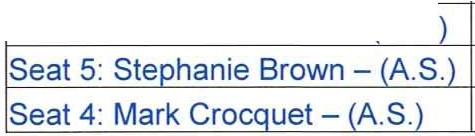 )
Seat 5: Stephanie Brown – (A.S.)
Seat 4: Mark Crocquet – (A.S.)